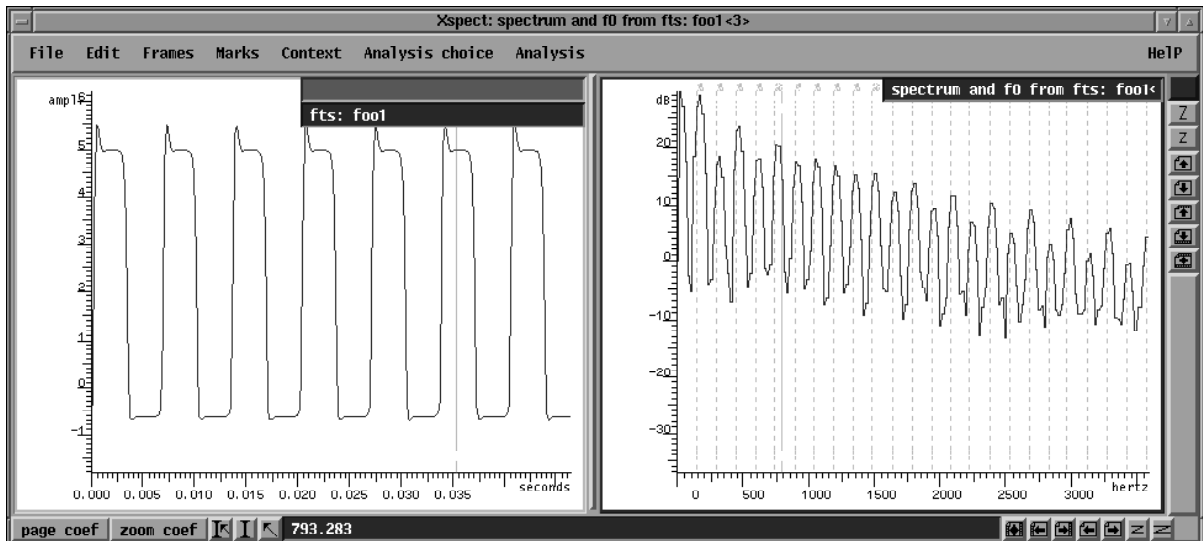 Xspect: spectrum and f0 from fts: foo1<3>
File Edit Frames Marks Context Analysis choice Analysis HelP
fts: foo1
spectrum and f0 from fts: foo1<
ampl
6
5
4
3
2
1
0
-1
0.000 0.005 0.010 0.015 0.020 0.025 0.030 0.035 seconds
dB
20
10
0
-10
-20
-30
0 500 1000 1500 2000 2500 3000 hertz
Z
Z
page coef zoom coef 793.283